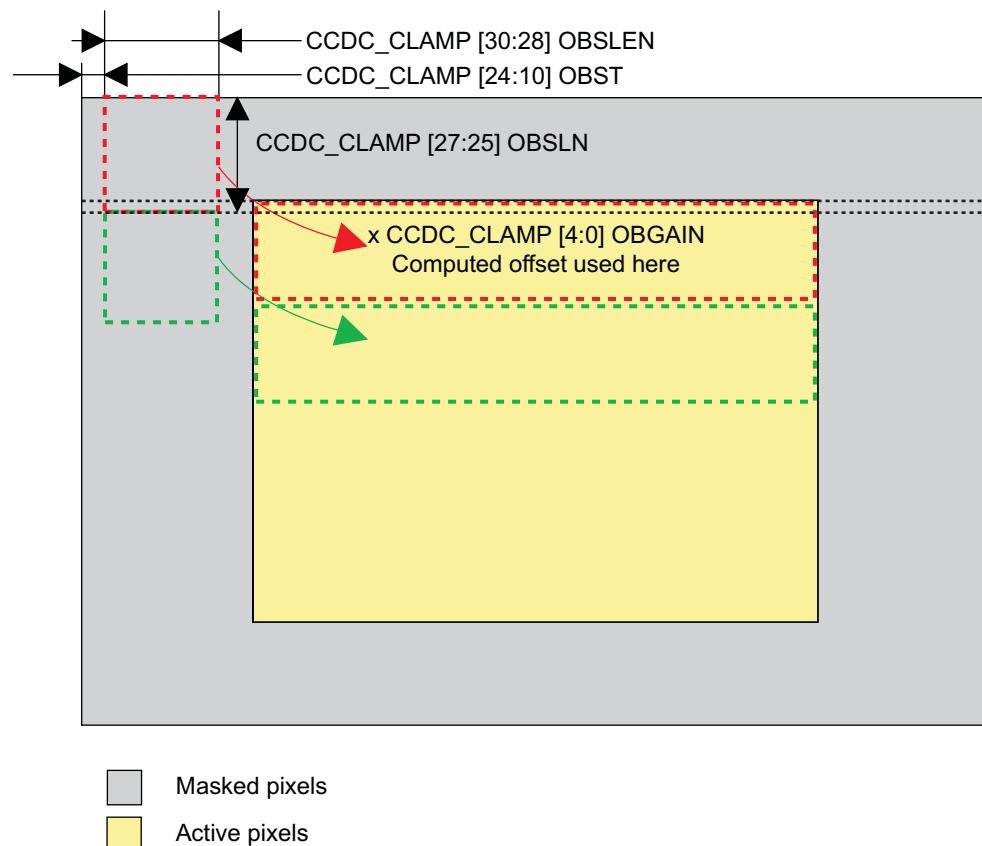 CCDC_CLAMP [30:28] OBSLEN
CCDC_CLAMP [24:10] OBST
CCDC_CLAMP [27:25] OBSLN
x CCDC_CLAMP [4:0] OBGAIN
Computed offset used here
Masked pixels
Active pixels